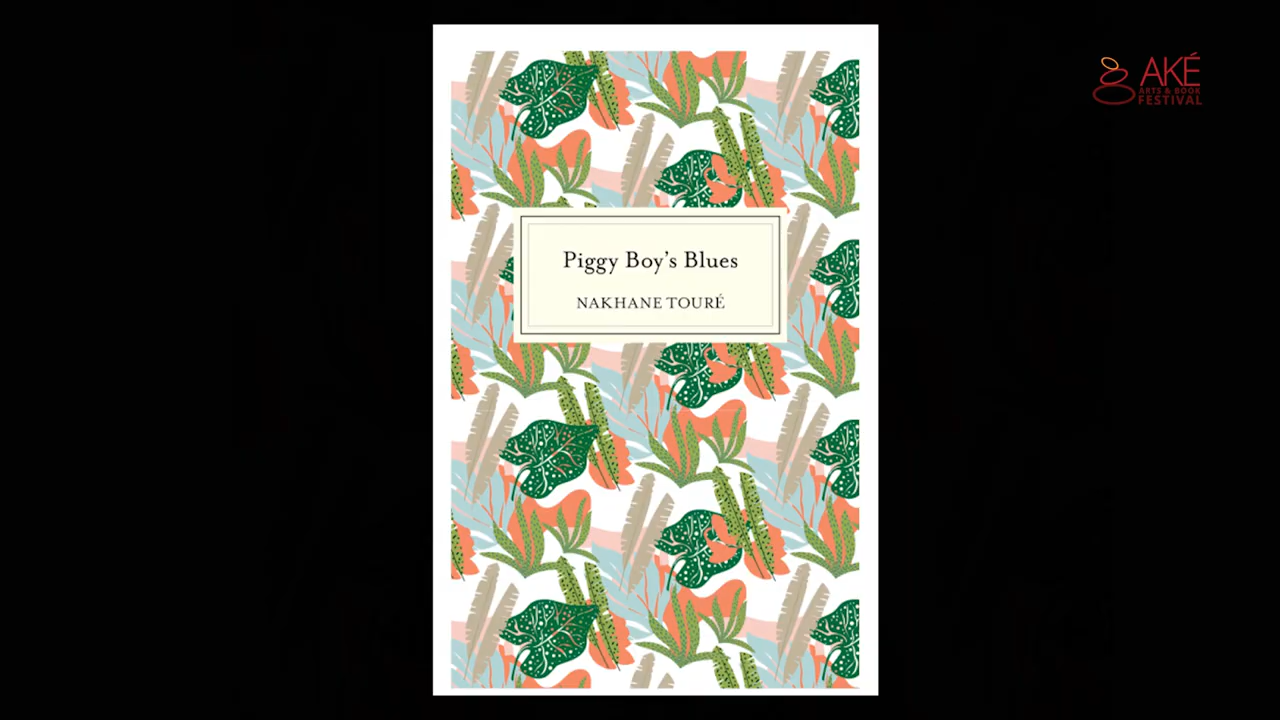 Piggy Boy's Blues
NAKHANE TOURÉ
AKÉ
ARTS & BOOK
FESTIVAL